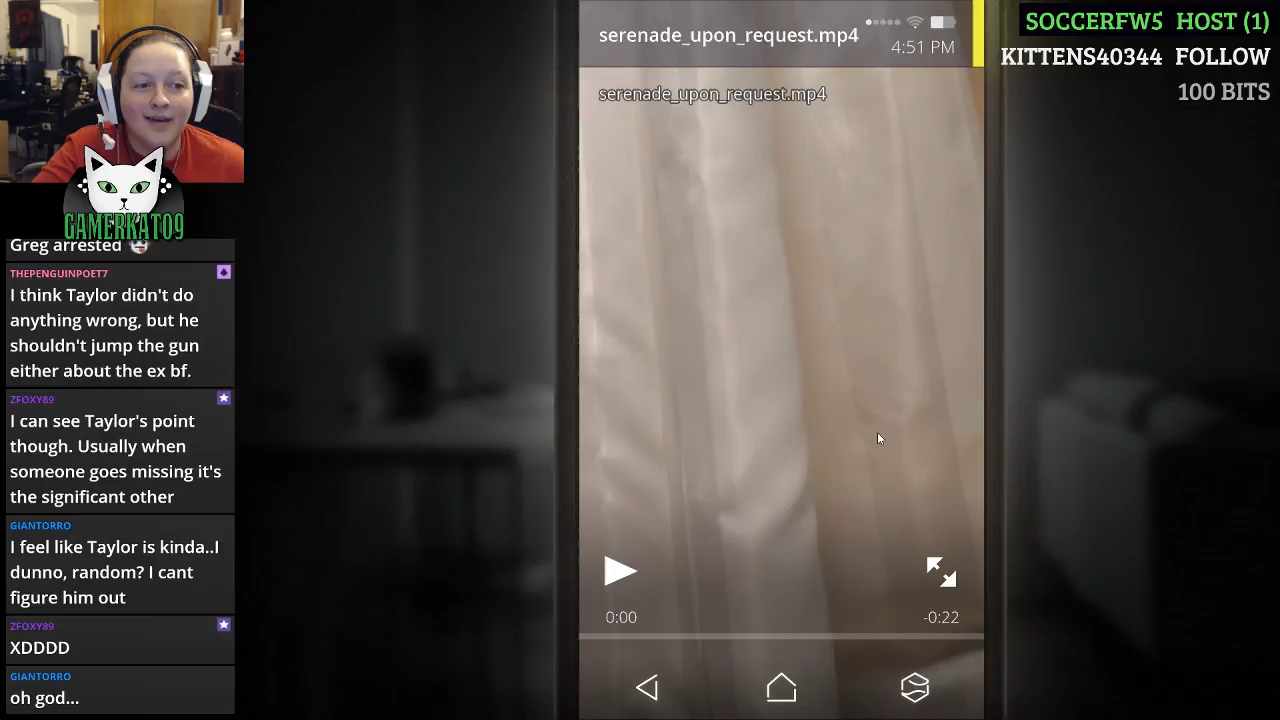 SOCCERFW5 HOST (1)
KITTENS40344 FOLLOW
100 BITS
serenade_upon_request.mp4
4:51 PM
serenade_upon_request.mp4
0:00
-0:22
GAMERKAT09
Greg arrested
THEPENGUINPOET7
I think Taylor didn't do
anything wrong, but he
shouldn't jump the gun
either about the ex bf.
ZFOXY89
I can see Taylor's point
though. Usually when
someone goes missing it's
the significant other
GIANTORRO
I feel like Taylor is kinda..I
dunno, random? I cant
figure him out
ZFOXY89
XDDDD
GIANTORRO
oh god...